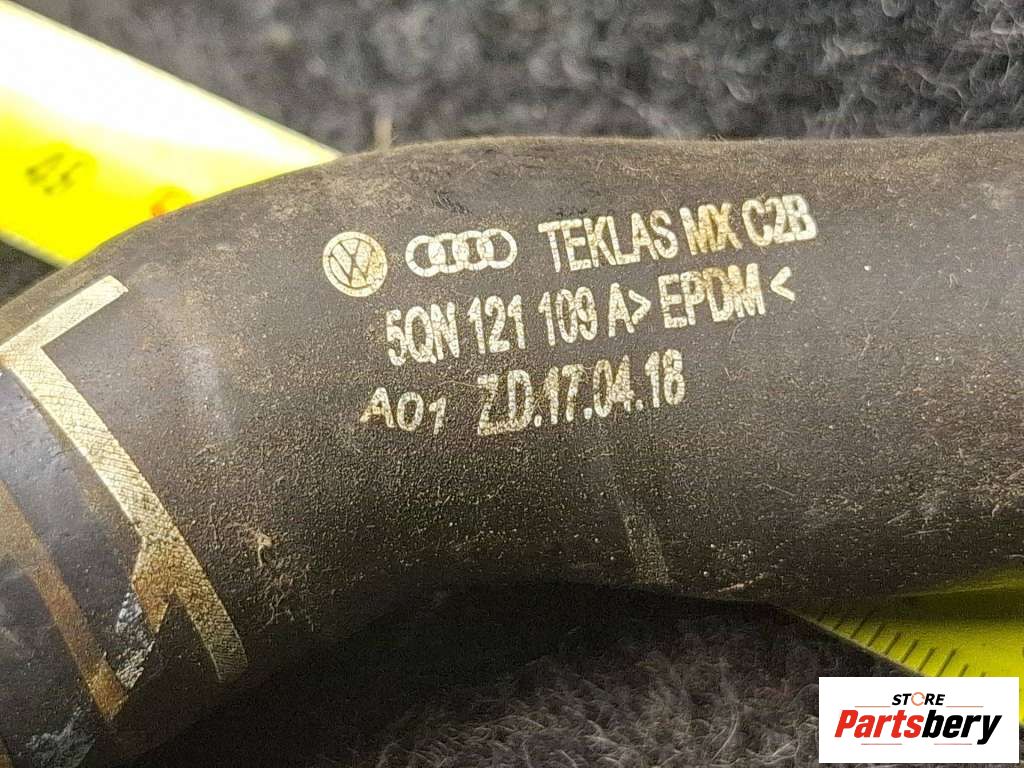 TEKLAS MX C2B
5QN 121 109 A> EPDM<
A01 Z.D.17.04.18
STORE
Partsbery